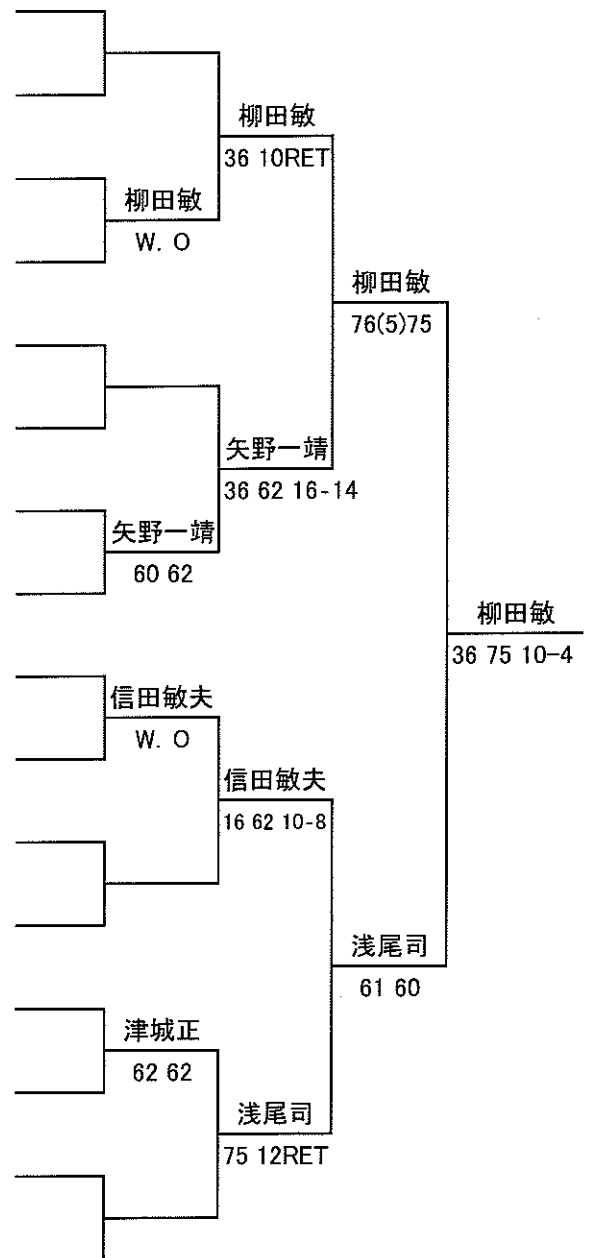 柳田敏
36 10RET
柳田敏
W. O
柳田敏
76(5)75
矢野一靖
36 62 16-14
矢野一靖
60 62
柳田敏
36 75 10-4
信田敏夫
W. O
信田敏夫
16 62 10-8
浅尾司
61 60
津城正
62 62
浅尾司
75 12RET